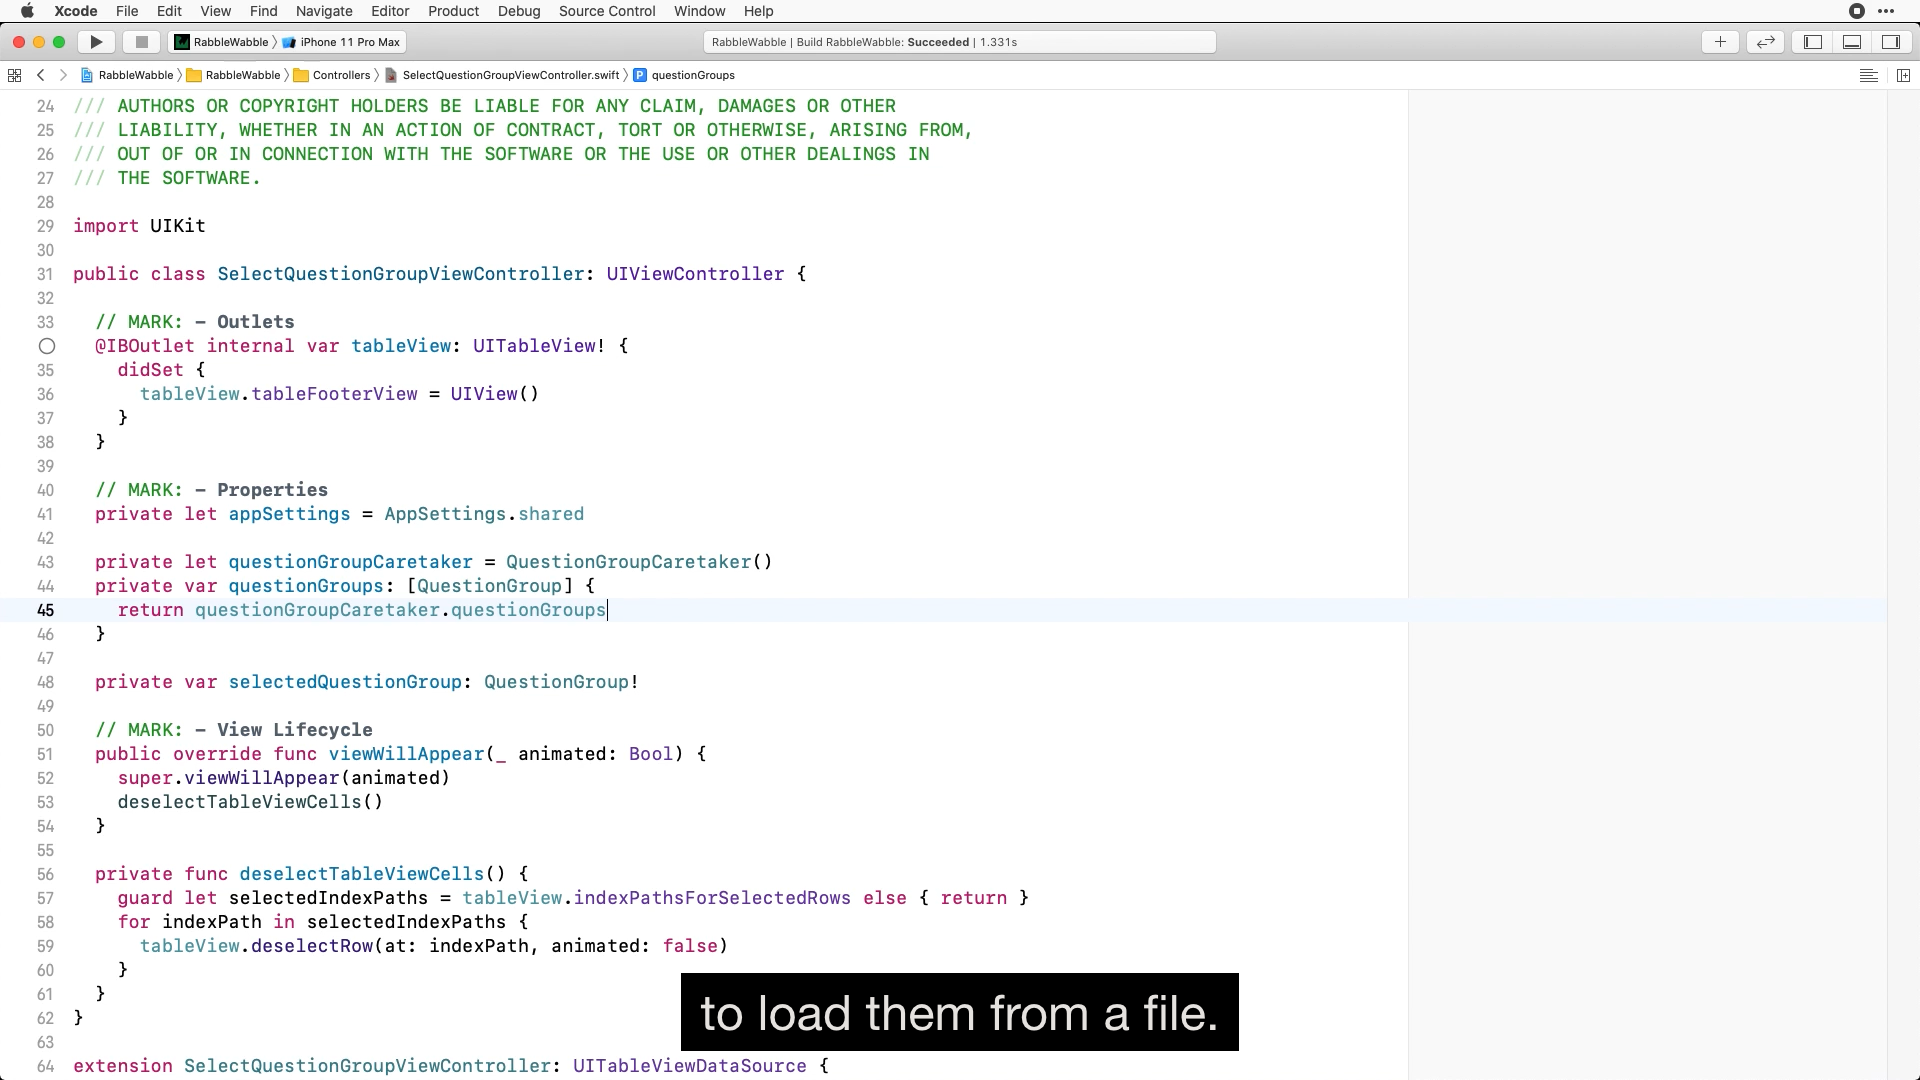 Xcode File Edit View Find Navigate Editor Product Debug Source Control Window Help
RabbleWabble iPhone 11 Pro Max RabbleWabble | Build RabbleWabble: Succeeded | 1.331s
RabbleWabble RabbleWabble Controllers SelectQuestionGroupViewController.swift P questionGroups
24 /// AUTHORS OR COPYRIGHT HOLDERS BE LIABLE FOR ANY CLAIM, DAMAGES OR OTHER
25 /// LIABILITY, WHETHER IN AN ACTION OF CONTRACT, TORT OR OTHERWISE, ARISING FROM,
26 /// OUT OF OR IN CONNECTION WITH THE SOFTWARE OR THE USE OR OTHER DEALINGS IN
27 /// THE SOFTWARE.
28
29 import UIKit
30
31 public class SelectQuestionGroupViewController: UIViewController {
32
33 // MARK: - Outlets
@IBOutlet internal var tableView: UITableView! {
35 didSet {
36 tableView.tableFooterView = UIView()
37 }
38 }
39
40 // MARK: - Properties
41 private let appSettings = AppSettings.shared
42
43 private let questionGroupCaretaker = QuestionGroupCaretaker()
44 private var questionGroups: [QuestionGroup] {
45 return questionGroupCaretaker.questionGroups
46 }
47
48 private var selectedQuestionGroup: QuestionGroup!
49
50 // MARK: - View Lifecycle
51 public override func viewWillAppear(_ animated: Bool) {
52 super.viewWillAppear(animated)
53 deselectTableViewCells()
54 }
55
56 private func deselectTableViewCells() {
57 guard let selectedIndexPaths = tableView.indexPathsForSelectedRows else { return }
58 for indexPath in selectedIndexPaths {
59 tableView.deselectRow(at: indexPath, animated: false)
60 }
61 }
62 }
63
64 extension SelectQuestionGroupViewController: UITableViewDataSource {
to load them from a file.